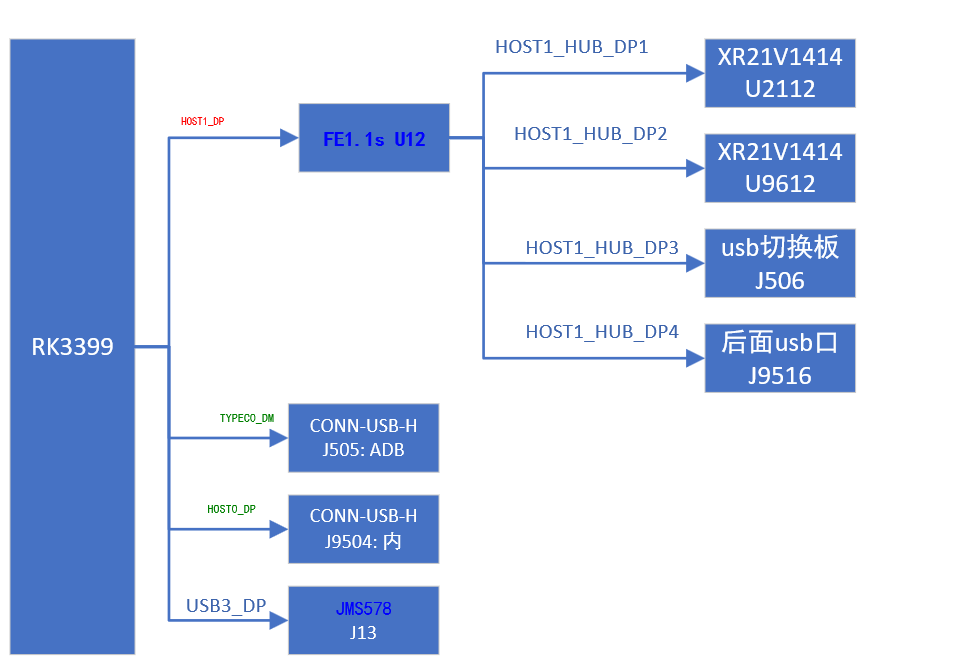 RK3399
HOST1_DP
FE1.1s U12
HOST1_HUB_DP1
XR21V1414
U2112
HOST1_HUB_DP2
XR21V1414
U9612
HOST1_HUB_DP3
usb切换板
J506
HOST1_HUB_DP4
后面usb口
J9516
TYPEC0_DM
CONN-USB-H
J505: ADB
HOST0_DP
CONN-USB-H
J9504: 内
USB3_DP
JMS578
J13